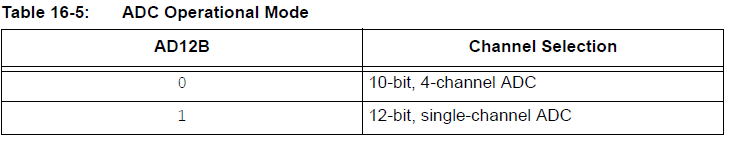 Table 16-5: ADC Operational Mode
AD12B Channel Selection
0 10-bit, 4-channel ADC
1 12-bit, single-channel ADC